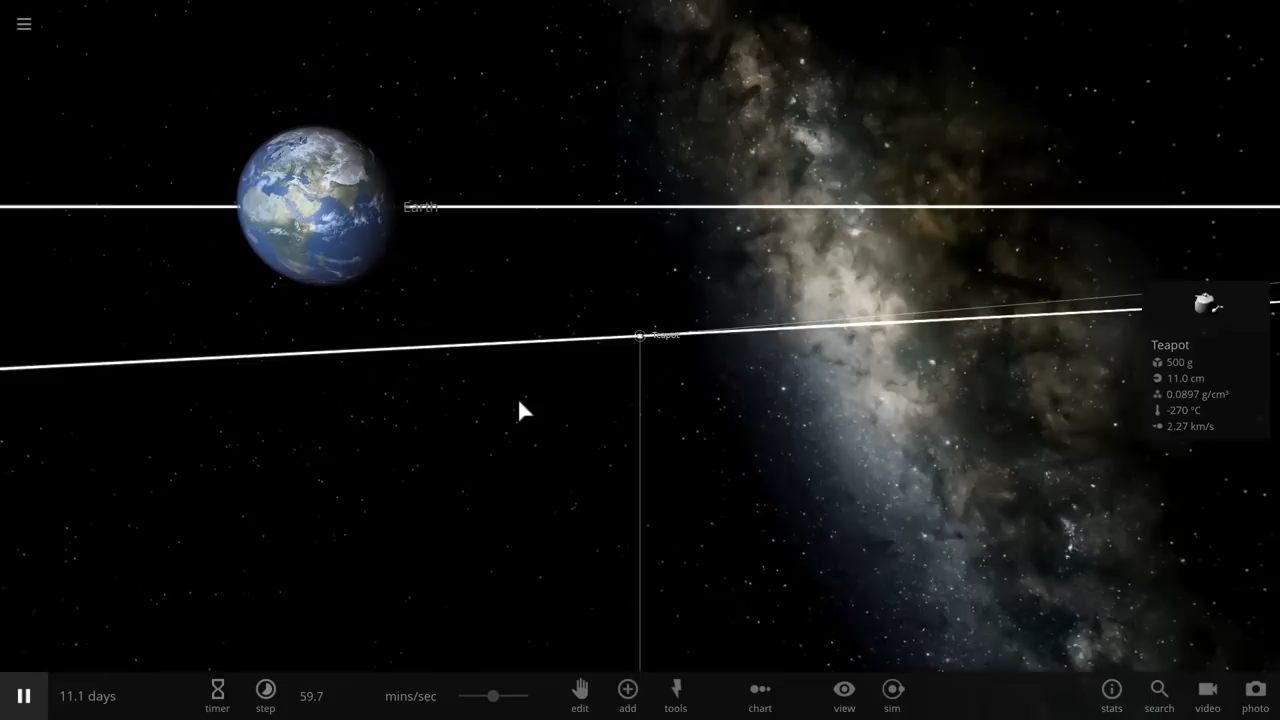 Earth
Teapot
Teapot
500 g
11.0 cm
0.0897 g/cm³
-270 °C
2.27 km/s
11.1 days
timer
step
59.7
mins/sec
edit
add
tools
chart
view
sim
stats
search
video
photo